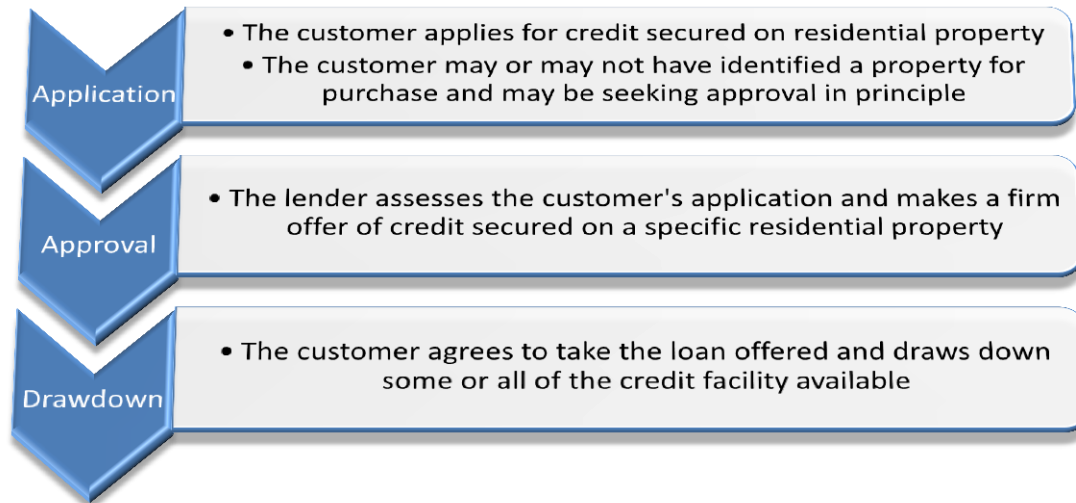 Application
• The customer applies for credit secured on residential property
• The customer may or may not have identified a property for
purchase and may be seeking approval in principle
Approval
• The lender assesses the customer's application and makes a firm
offer of credit secured on a specific residential property
Drawdown
• The customer agrees to take the loan offered and draws down
some or all of the credit facility available